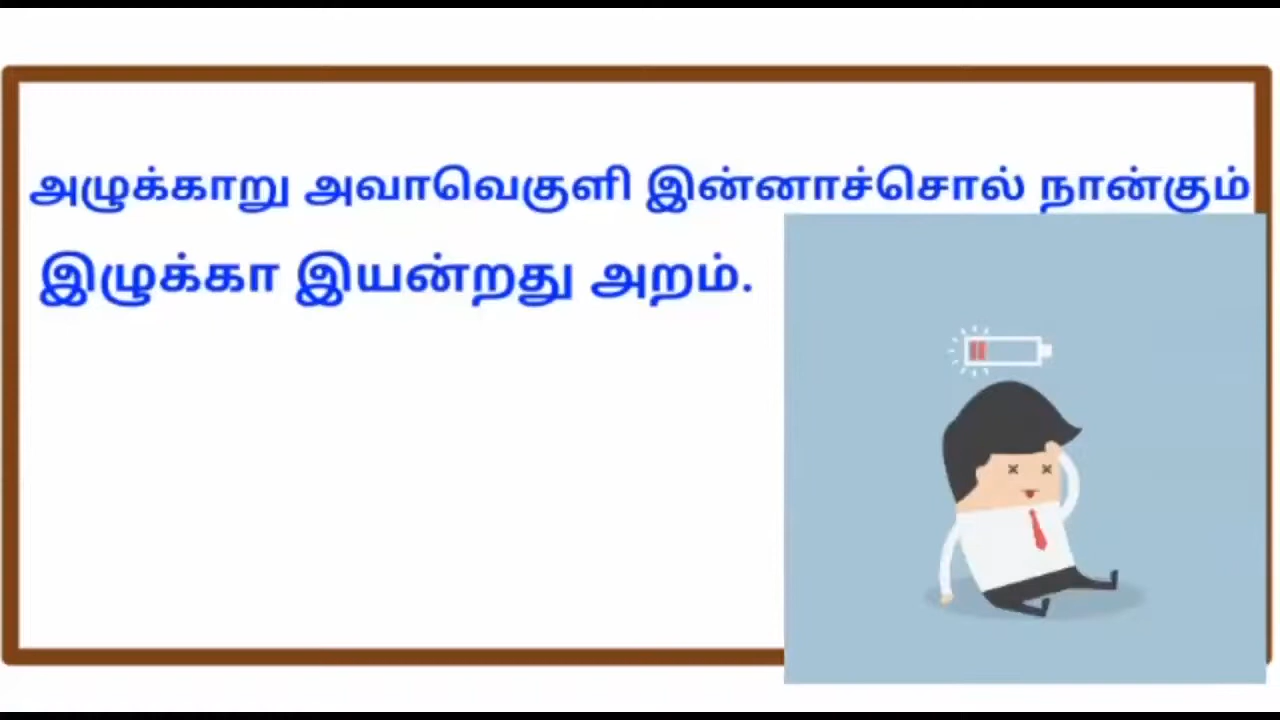 அழுக்காறு அவாவெகுளி இன்னாச்சொல் நான்கும்
இழுக்கா இயன்றது அறம்.